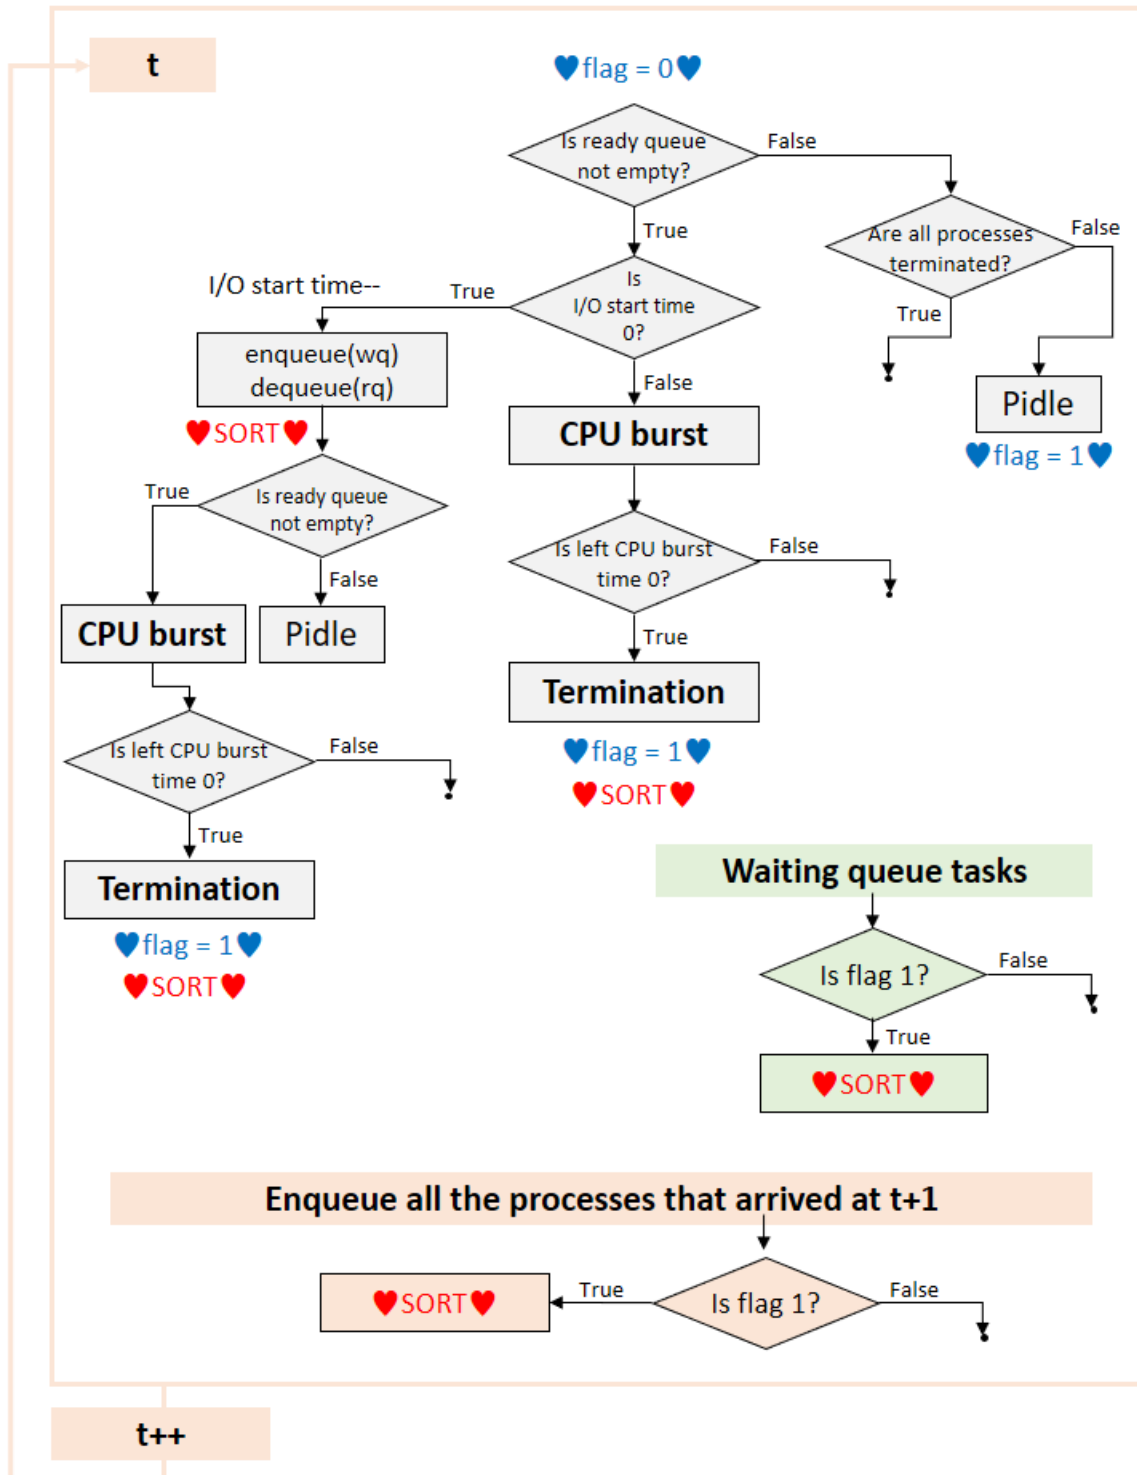 t
♥flag = 0♥
Is ready queue
not empty?
False
True
Are all processes
terminated?
False
True
Pidle
♥flag = 1♥
I/O start time--
True
Is
I/O start time
0?
False
enqueue(wq)
dequeue(rq)
♥SORT♥
CPU burst
True
Is ready queue
not empty?
False
Is left CPU burst
time 0?
False
True
CPU burst
Pidle
Termination
♥flag = 1♥
♥SORT♥
Is left CPU burst
time 0?
False
True
Termination
♥flag = 1♥
♥SORT♥
Waiting queue tasks
Is flag 1?
False
True
♥SORT♥
Enqueue all the processes that arrived at t+1
♥SORT♥
True
Is flag 1?
False
t++